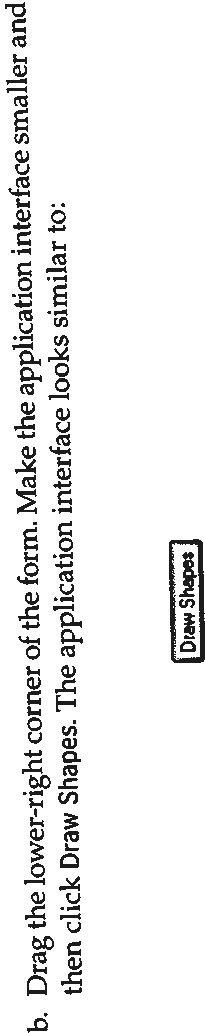 b. Drag the lower-right corner of the form. Make the application interface smaller and
then click Draw Shapes. The application interface looks similar to:
Draw Shapes